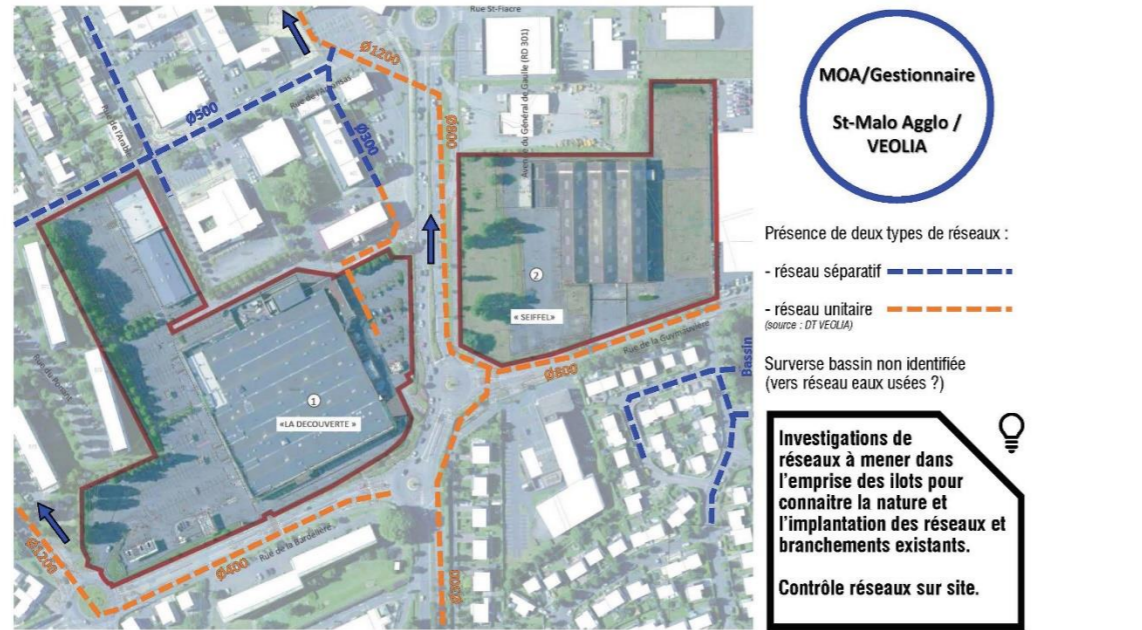 Rue St-Fiacre
Ø1200
Avenue du Général de Gaulle (RD 301)
Ø500
Ø300
Ø800
②
« SEIFFEL»
Rue de la Guymauvière
Ø800
Bassin
①
«LA DECOUVERTE »
Rue de la Bardelière
Ø400
MOA/Gestionnaire
St-Malo Agglo /
VEOLIA
Présence de deux types de réseaux :
- réseau séparatif
- réseau unitaire
(source : DT VEOLIA)
Surverse bassin non identifiée
(vers réseau eaux usées ?)
Investigations de
réseaux à mener dans
l’emprise des ilots pour
connaitre la nature et
l’implantation des réseaux et
branchements existants.
Contrôle réseaux sur site.